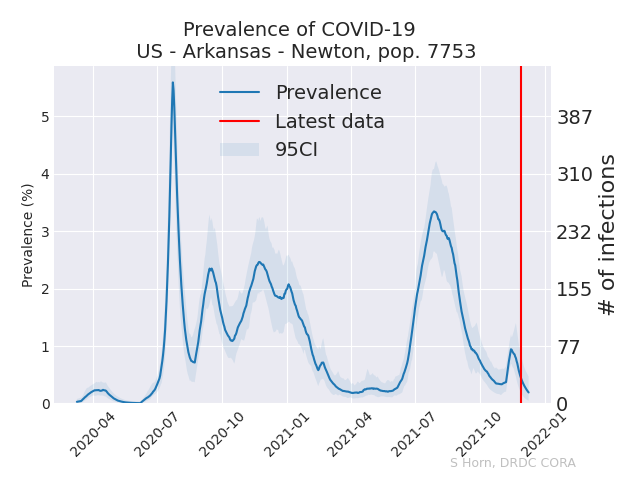 Prevalence of COVID-19
US - Arkansas - Newton, pop. 7753
Prevalence
Latest data
95CI
Prevalence (%)
5
4
3
2
1
0
387
310
232
155
77
0
# of infections
2020-04
2020-07
2020-10
2021-01
2021-04
2021-07
2021-10
2022-01
S Horn, DRDC CORA